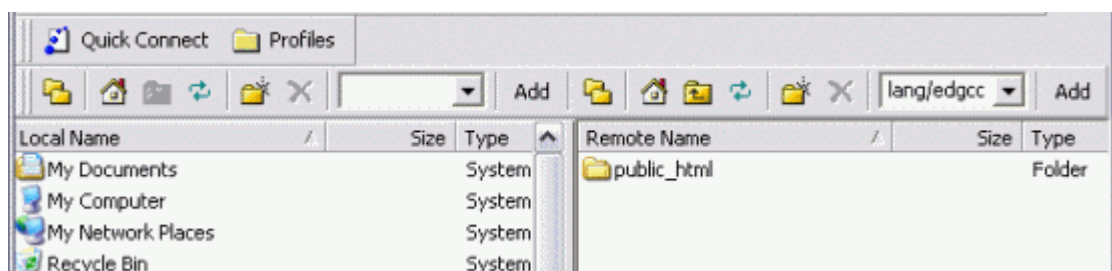 Quick Connect Profiles
Add lang/edgcc Add
Local Name Size Type Remote Name Size Type
My Documents System public_html Folder
My Computer System
My Network Places System
Recycle Bin System